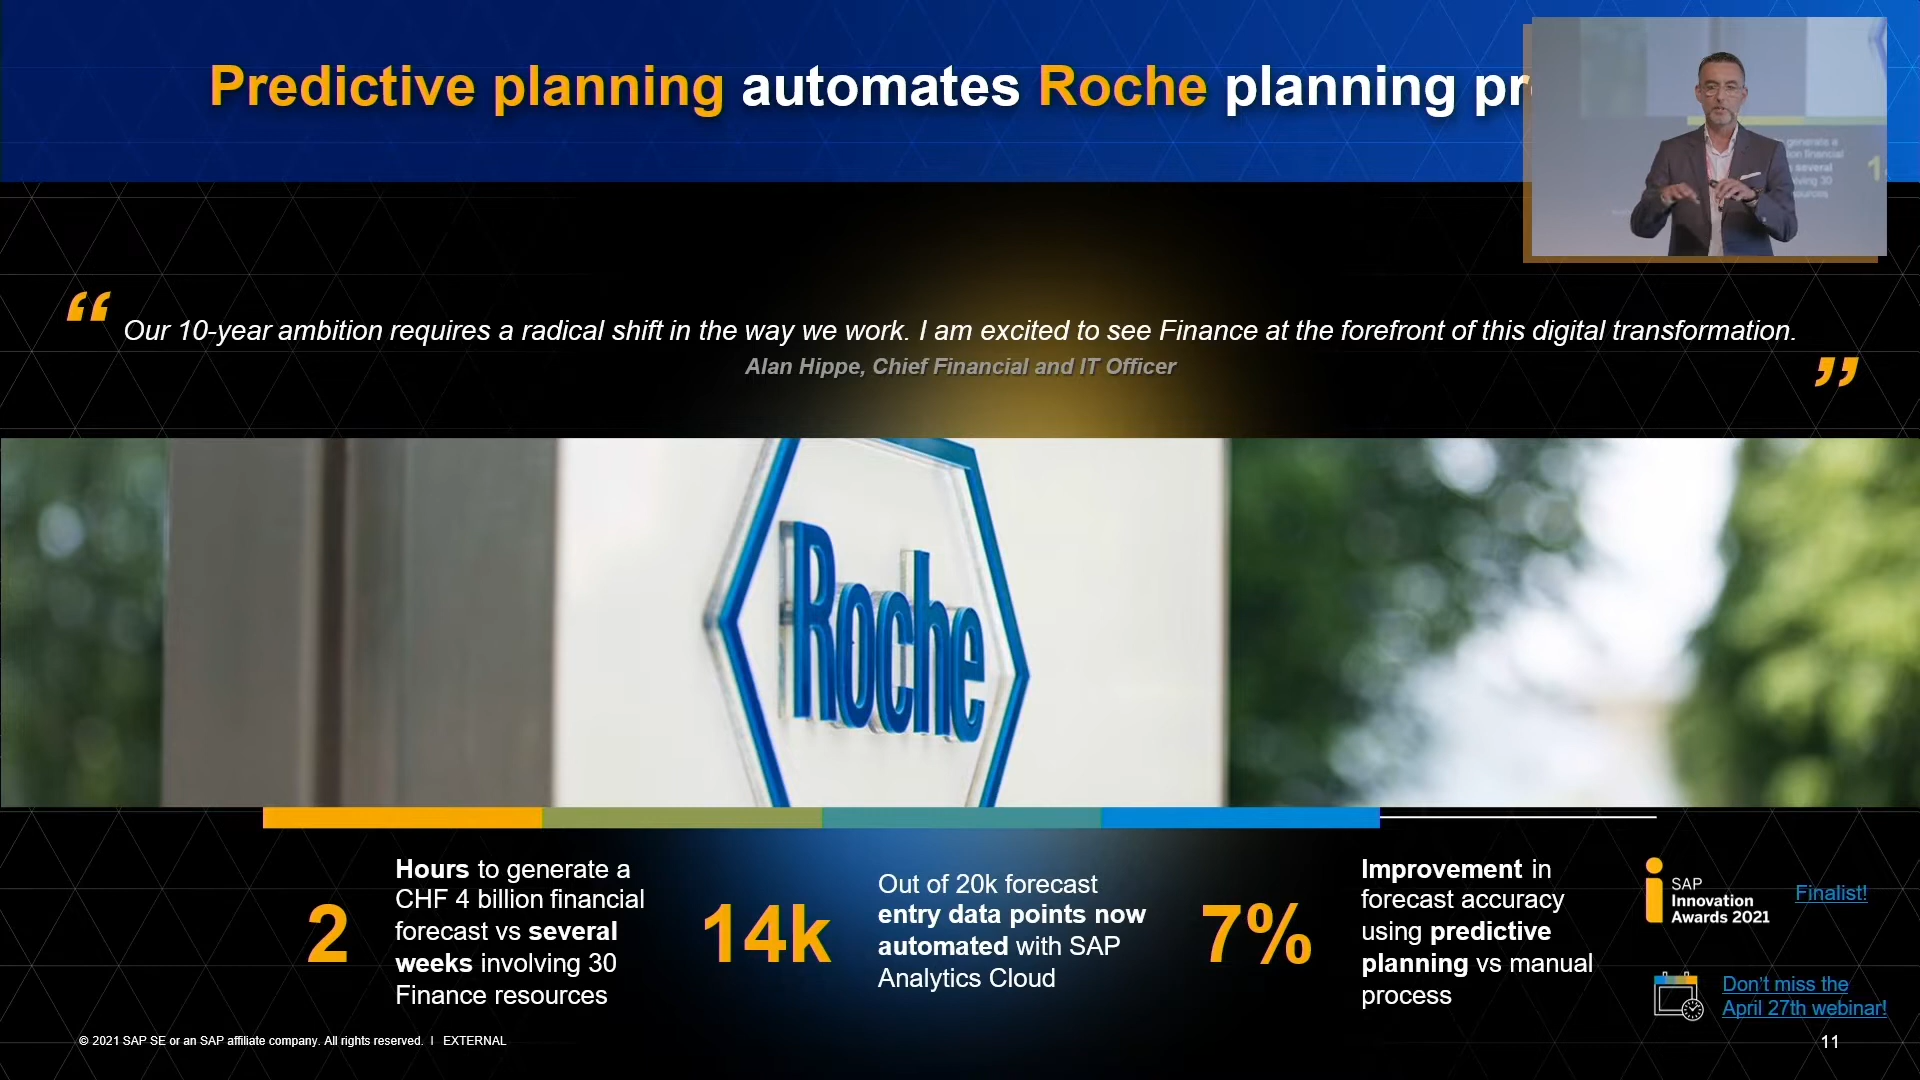 Predictive planning automates Roche planning pr
“ Our 10-year ambition requires a radical shift in the way we work. I am excited to see Finance at the forefront of this digital transformation.
Alan Hippe, Chief Financial and IT Officer ”
Roche
2
Hours to generate a
CHF 4 billion financial
forecast vs several
weeks involving 30
Finance resources
14k
Out of 20k forecast
entry data points now
automated with SAP
Analytics Cloud
7%
Improvement in
forecast accuracy
using predictive
planning vs manual
process
SAP
Innovation
Awards 2021
Finalist!
Don’t miss the
April 27th webinar!
© 2021 SAP SE or an SAP affiliate company. All rights reserved. I EXTERNAL
11